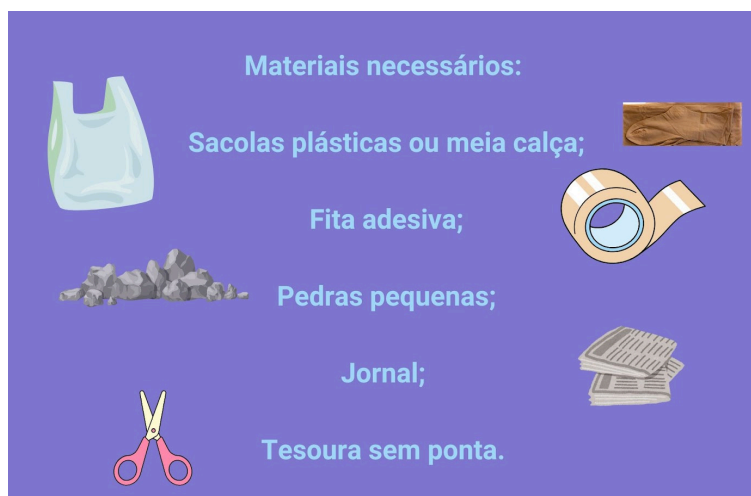 Materiais necessários:
Sacolas plásticas ou meia calça;
Fita adesiva;
Pedras pequenas;
Jornal;
Tesoura sem ponta.